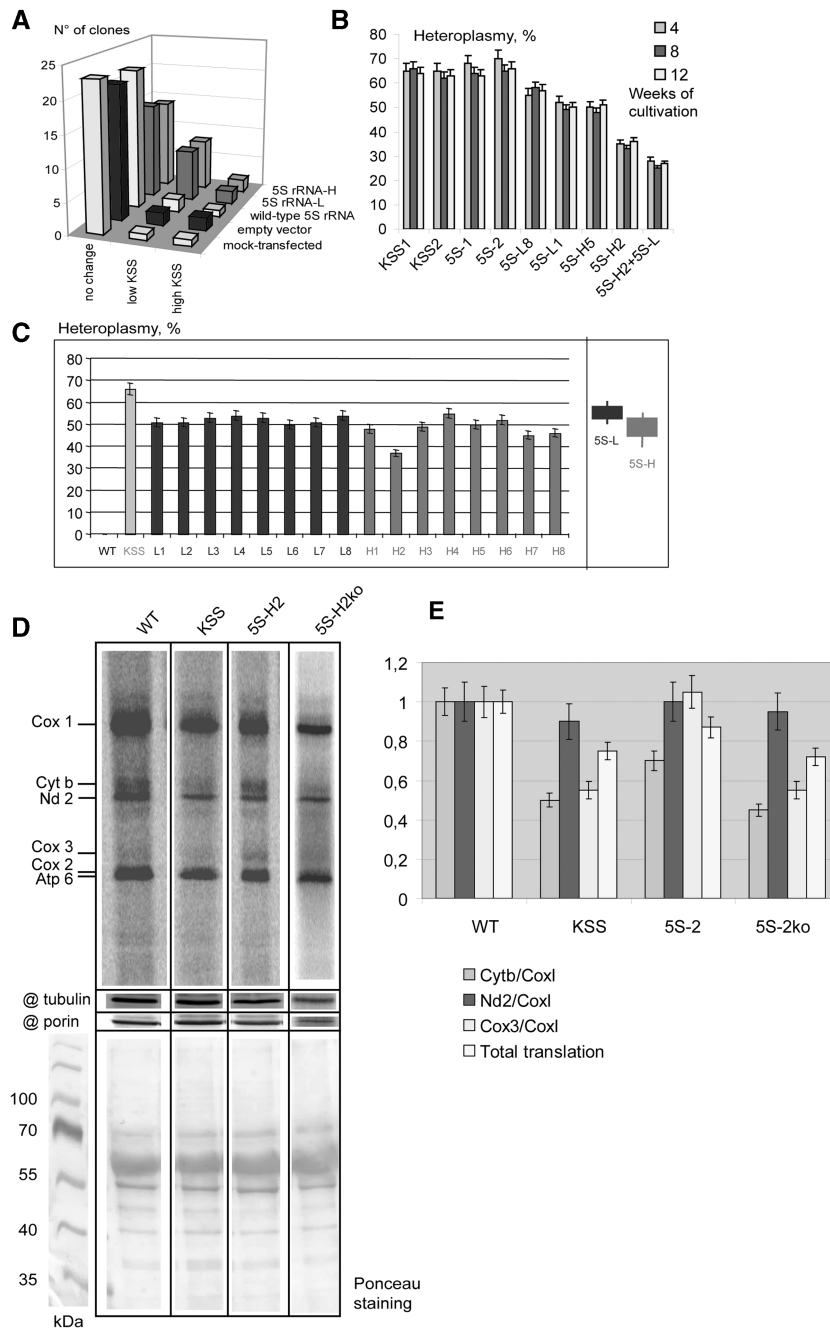 A
N° of clones
25
20
15
10
5
0
5S rRNA-H
5S rRNA-L
wild-type 5S rRNA
empty vector
mock-transfected
no change
low KSS
high KSS
B
Heteroplasmy, %
80
70
60
50
40
30
20
10
0
4
8
12
Weeks of
cultivation
KSS1
KSS2
5S-1
5S-2
5S-L8
5S-L1
5S-H5
5S-H2
5S-H2+5S-L
C
Heteroplasmy, %
80
70
60
50
40
30
20
10
0
WT KSS L1 L2 L3 L4 L5 L6 L7 L8 H1 H2 H3 H4 H5 H6 H7 H8
5S-L
5S-H
D
WT
KSS
5S-H2
5S-H2ko
Cox 1
Cyt b
Nd 2
Cox 3
Cox 2
Atp 6
@ tubulin
@ porin
100
70
55
40
35
kDa
Ponceau
staining
E
1,2
1
0,8
0,6
0,4
0,2
0
WT KSS 5S-2 5S-2ko
Cytb/CoxI
Nd2/CoxI
Cox3/CoxI
Total translation